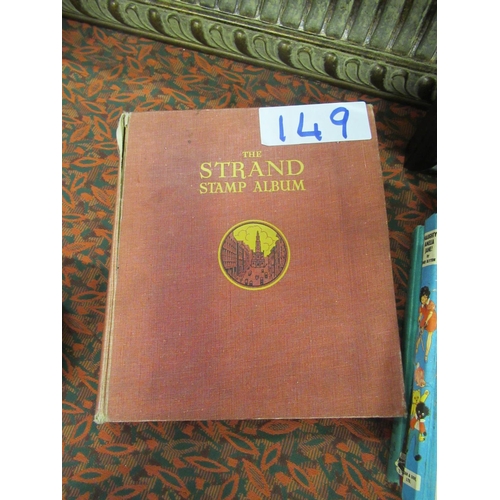 149
THE
STRAND
STAMP ALBUM